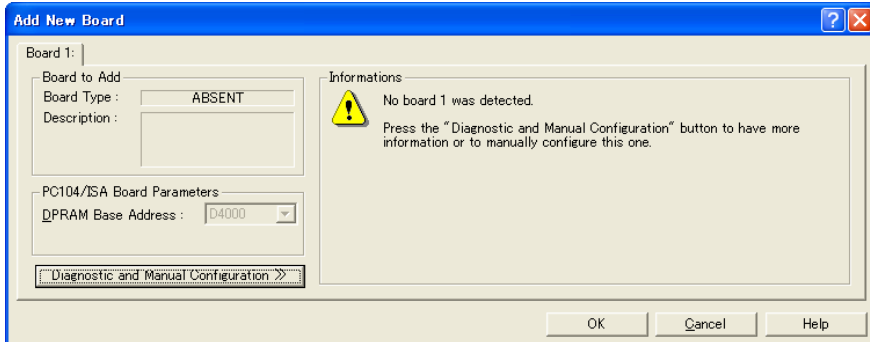 Add New Board
Board 1:
Board to Add
Board Type :
ABSENT
Description :
PC104/ISA Board Parameters
DPRAM Base Address :
D4000
Diagnostic and Manual Configuration >>
Informations
No board 1 was detected.
Press the "Diagnostic and Manual Configuration" button to have more
information or to manually configure this one.
OK
Cancel
Help